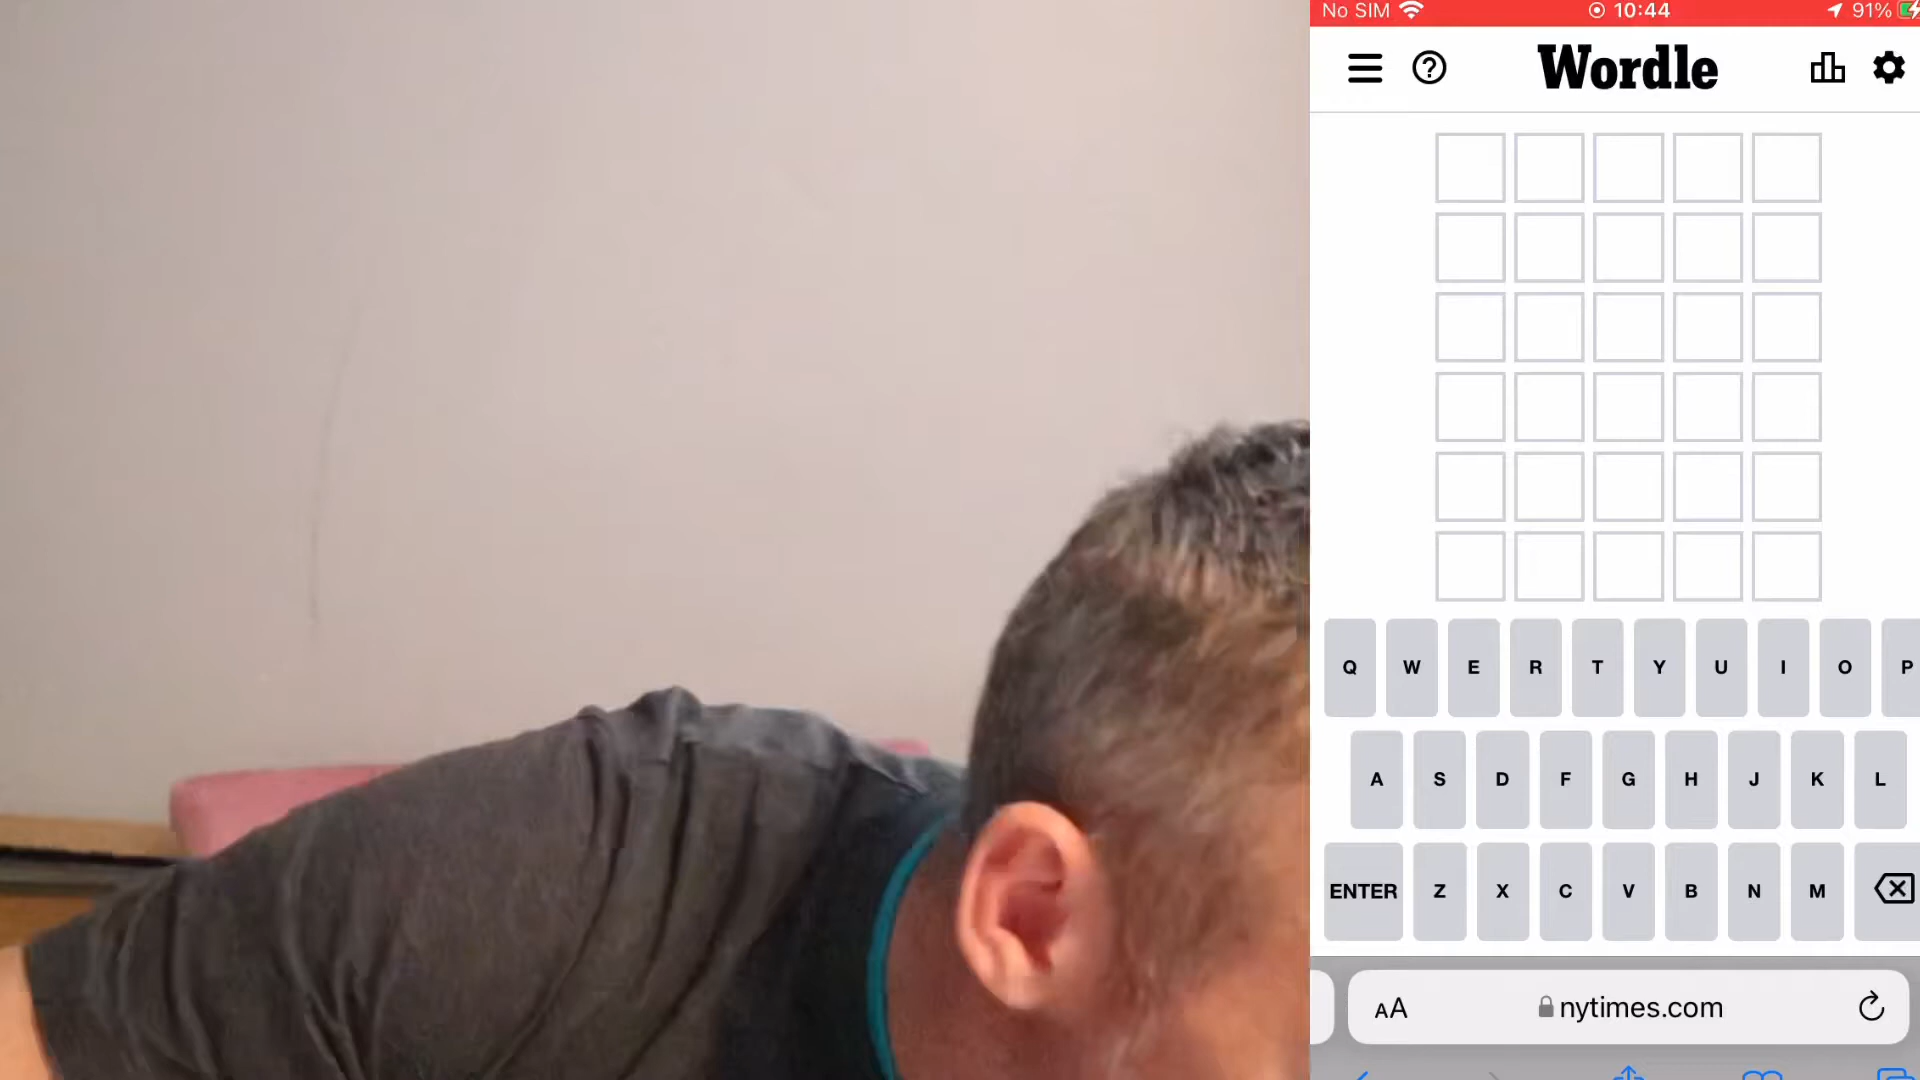 No SIM 10:44 91%
Wordle
Q W E R T Y U I O P
A S D F G H J K L
ENTER Z X C V B N M
AA nytimes.com